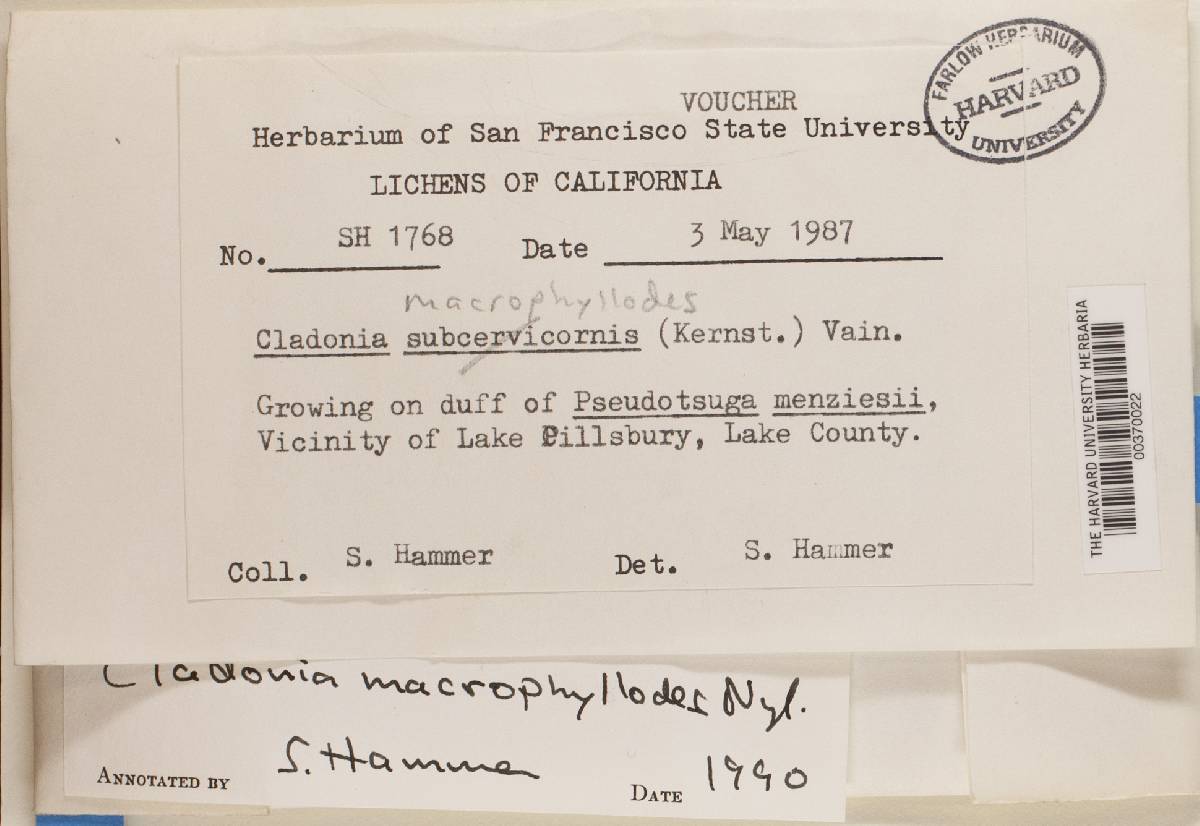 VOUCHER
Herbarium of San Francisco State University
FARLOW HERBARIUM
HARVARD
UNIVERSITY
LICHENS OF CALIFORNIA
No. SH 1768 Date 3 May 1987
macrophyllodes
Cladonia subcervicornis (Kernst.) Vain.
Growing on duff of Pseudotsuga menziesii,
Vicinity of Lake Pillsbury, Lake County.
Coll. S. Hammer Det. S. Hammer
THE HARVARD UNIVERSITY HERBARIA
00370022
Cladonia macrophyllodes Nyl.
ANNOTATED BY S. Hammer DATE 1990